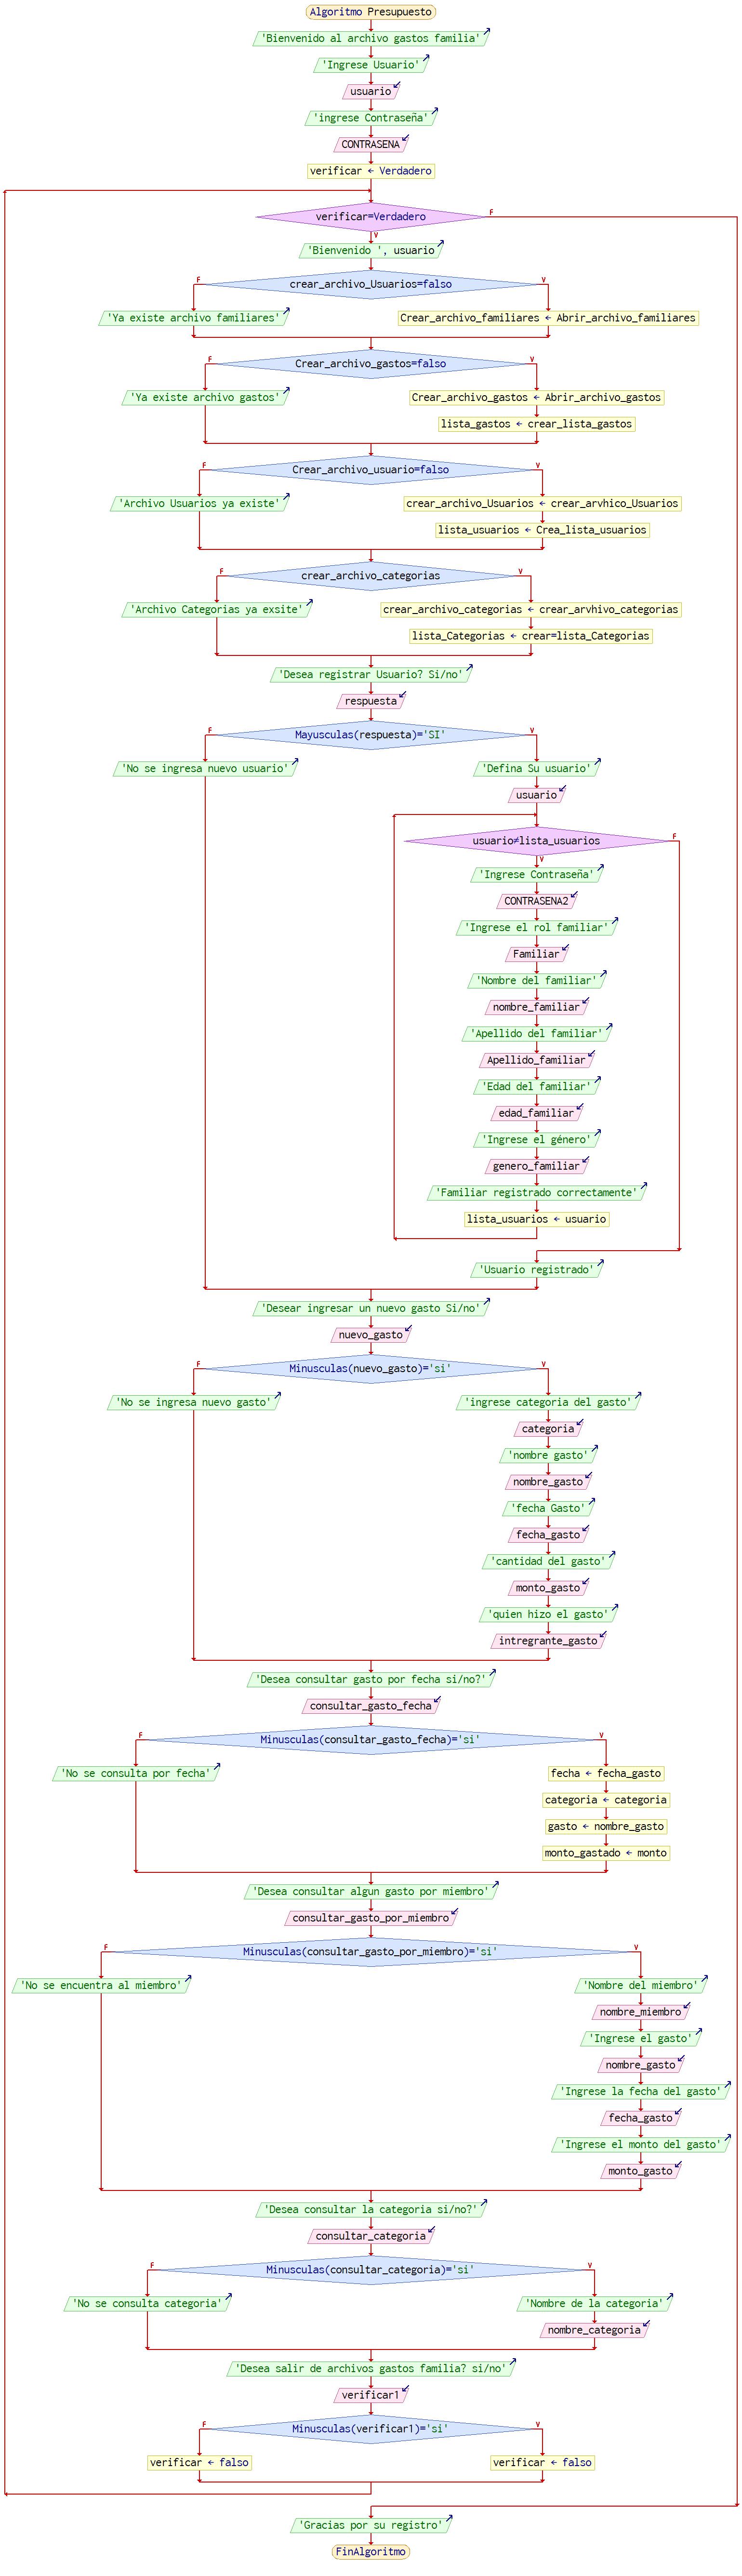 Algoritmo Presupuesto
'Bienvenido al archivo gastos familia'
'Ingrese Usuario'
usuario
'ingrese Contraseña'
CONTRASENA
verificar ← Verdadero
verificar=Verdadero
F
V
'Bienvenido ', usuario
crear_archivo_Usuarios=falso
F
V
'Ya existe archivo familiares'
Crear_archivo_familiares ← Abrir_archivo_familiares
Crear_archivo_gastos=falso
F
V
'Ya existe archivo gastos'
Crear_archivo_gastos ← Abrir_archivo_gastos
lista_gastos ← crear_lista_gastos
Crear_archivo_usuario=falso
F
V
'Archivo Usuarios ya existe'
crear_archivo_Usuarios ← crear_arvhico_Usuarios
lista_usuarios ← Crea_lista_usuarios
crear_archivo_categorias
F
V
'Archivo Categorias ya exsite'
crear_archivo_categorias ← crear_arvhivo_categorias
lista_Categorias ← crear=lista_Categorias
'Desea registrar Usuario? Si/no'
respuesta
Mayusculas(respuesta)='SI'
F
V
'No se ingresa nuevo usuario'
'Defina Su usuario'
usuario
usuario≠lista_usuarios
F
V
'Ingrese Contraseña'
CONTRASENA2
'Ingrese el rol familiar'
Familiar
'Nombre del familiar'
nombre_familiar
'Apellido del familiar'
Apellido_familiar
'Edad del familiar'
edad_familiar
'Ingrese el género'
genero_familiar
'Familiar registrado correctamente'
lista_usuarios ← usuario
'Usuario registrado'
'Desear ingresar un nuevo gasto Si/no'
nuevo_gasto
Minusculas(nuevo_gasto)='si'
F
V
'No se ingresa nuevo gasto'
'ingrese categoria del gasto'
categoria
'nombre gasto'
nombre_gasto
'fecha Gasto'
fecha_gasto
'cantidad del gasto'
monto_gasto
'quien hizo el gasto'
intregrante_gasto
'Desea consultar gasto por fecha si/no?'
consultar_gasto_fecha
Minusculas(consultar_gasto_fecha)='si'
F
V
'No se consulta por fecha'
fecha ← fecha_gasto
categoria ← categoria
gasto ← nombre_gasto
monto_gastado ← monto
'Desea consultar algun gasto por miembro'
consultar_gasto_por_miembro
Minusculas(consultar_gasto_por_miembro)='si'
F
V
'No se encuentra al miembro'
'Nombre del miembro'
nombre_miembro
'Ingrese el gasto'
nombre_gasto
'Ingrese la fecha del gasto'
fecha_gasto
'Ingrese el monto del gasto'
monto_gasto
'Desea consultar la categoria si/no?'
consultar_categoria
Minusculas(consultar_categoria)='si'
F
V
'No se consulta categoria'
'Nombre de la categoria'
nombre_categoria
'Desea salir de archivos gastos familia? si/no'
verificar1
Minusculas(verificar1)='si'
F
V
verificar ← falso
verificar ← falso
'Gracias por su registro'
FinAlgoritmo